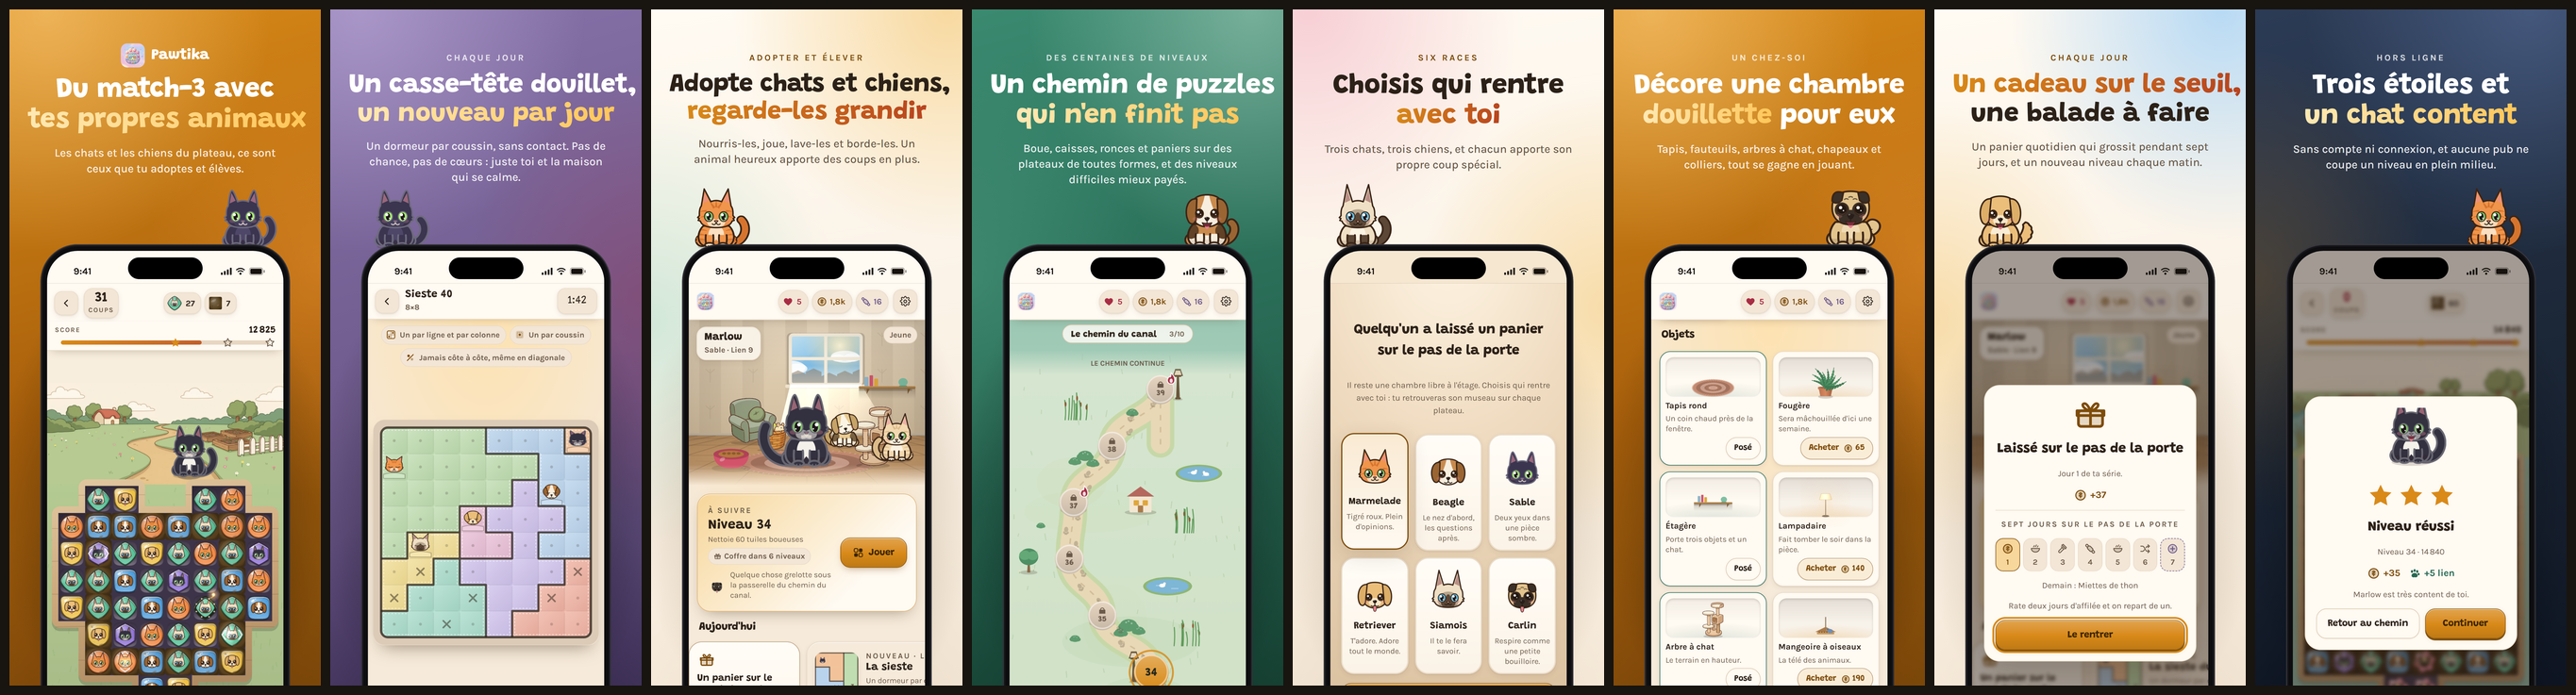 Pawtika
Du match-3 avec
tes propres animaux
Les chats et les chiens du plateau, ce sont
ceux que tu adoptes et élèves.
9:41
31
COUPS
27
7
SCORE
12 825
CHAQUE JOUR
Un casse-tête douillet,
un nouveau par jour
Un dormeur par coussin, sans contact. Pas de
chance, pas de cœurs : juste toi et la maison
qui se calme.
9:41
Sieste 40
8×8
1:42
Un par ligne et par colonne
Un par coussin
Jamais côte à côte, même en diagonale
ADOPTER ET ÉLEVER
Adopte chats et chiens,
regarde-les grandir
Nourris-les, joue, lave-les et borde-les. Un
animal heureux apporte des coups en plus.
9:41
5
1,8k
16
Marlow
Sable · Lien 9
Jeune
À SUIVRE
Niveau 34
Nettoie 60 tuiles boueuses
Coffre dans 6 niveaux
Jouer
Quelque chose grelotte sous
la passerelle du chemin du
canal.
Aujourd'hui
Un panier sur le
NOUVEAU · L
La sieste
Un dormeur par
DES CENTAINES DE NIVEAUX
Un chemin de puzzles
qui n'en finit pas
Boue, caisses, ronces et paniers sur des
plateaux de toutes formes, et des niveaux
difficiles mieux payés.
9:41
5
1,8k
16
Le chemin du canal
3/10
LE CHEMIN CONTINUE
39
38
37
36
35
34
SIX RACES
Choisis qui rentre
avec toi
Trois chats, trois chiens, et chacun apporte son
propre coup spécial.
9:41
Quelqu'un a laissé un panier
sur le pas de la porte
Il reste une chambre libre à l'étage. Choisis qui rentre
avec toi : tu retrouveras son museau sur chaque
plateau.
Marmelade
Tigré roux. Plein
d'opinions.
Beagle
Le nez d'abord,
les questions
après.
Sable
Deux yeux dans
une pièce
sombre.
Retriever
T'adore. Adore
tout le monde.
Siamois
Il te le fera
savoir.
Carlin
Respire comme
une petite
bouilloire.
UN CHEZ-SOI
Décore une chambre
douillette pour eux
Tapis, fauteuils, arbres à chat, chapeaux et
colliers, tout se gagne en jouant.
9:41
5
1,8k
16
Objets
Tapis rond
Un coin chaud près de la
fenêtre.
Posé
Fougère
Sera mâchouillée d'ici une
semaine.
Acheter 65
Étagère
Porte trois objets et un
chat.
Posé
Lampadaire
Fait tomber le soir dans la
pièce.
Acheter 140
Arbre à chat
Le terrain en hauteur.
Posé
Mangeoire à oiseaux
La télé des animaux.
Acheter 190
CHAQUE JOUR
Un cadeau sur le seuil,
une balade à faire
Un panier quotidien qui grossit pendant sept
jours, et un nouveau niveau chaque matin.
9:41
Marlow
Sable · Lien 9
Laissé sur le pas de la porte
Jour 1 de ta série.
+37
SEPT JOURS SUR LE PAS DE LA PORTE
1
2
3
4
5
6
7
Demain : Miettes de thon
Rate deux jours d'affilée et on repart de un.
Le rentrer
HORS LIGNE
Trois étoiles et
un chat content
Sans compte ni connexion, et aucune pub ne
coupe un niveau en plein milieu.
9:41
Niveau réussi
Niveau 34 · 14 840
+35
+5 lien
Marlow est très content de toi.
Retour au chemin
Continuer